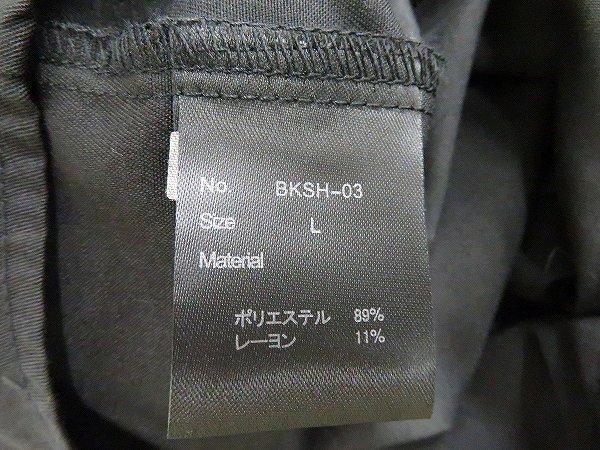 No. BKSH-03
Size L
Material
ポリエステル 89%
レーヨン 11%